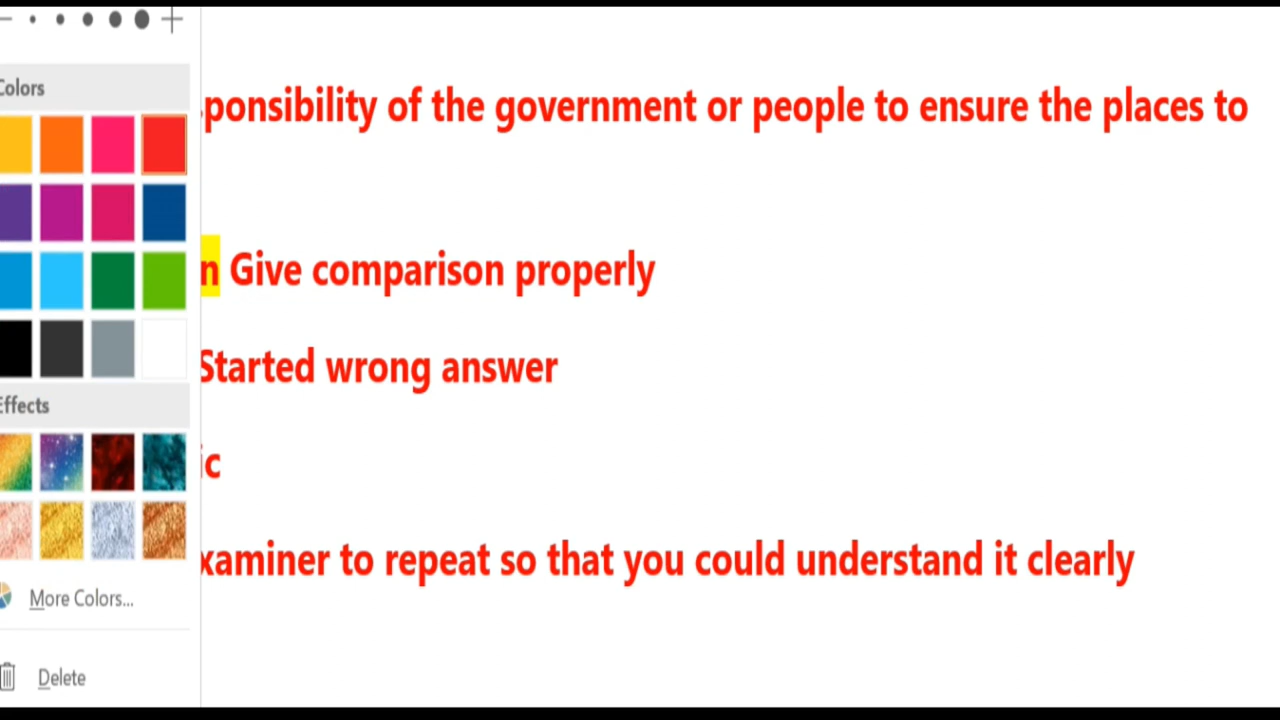 Colors
ponsibility of the government or people to ensure the places to
n Give comparison properly
Started wrong answer
ic
Effects
xaminer to repeat so that you could understand it clearly
More Colors...
Delete